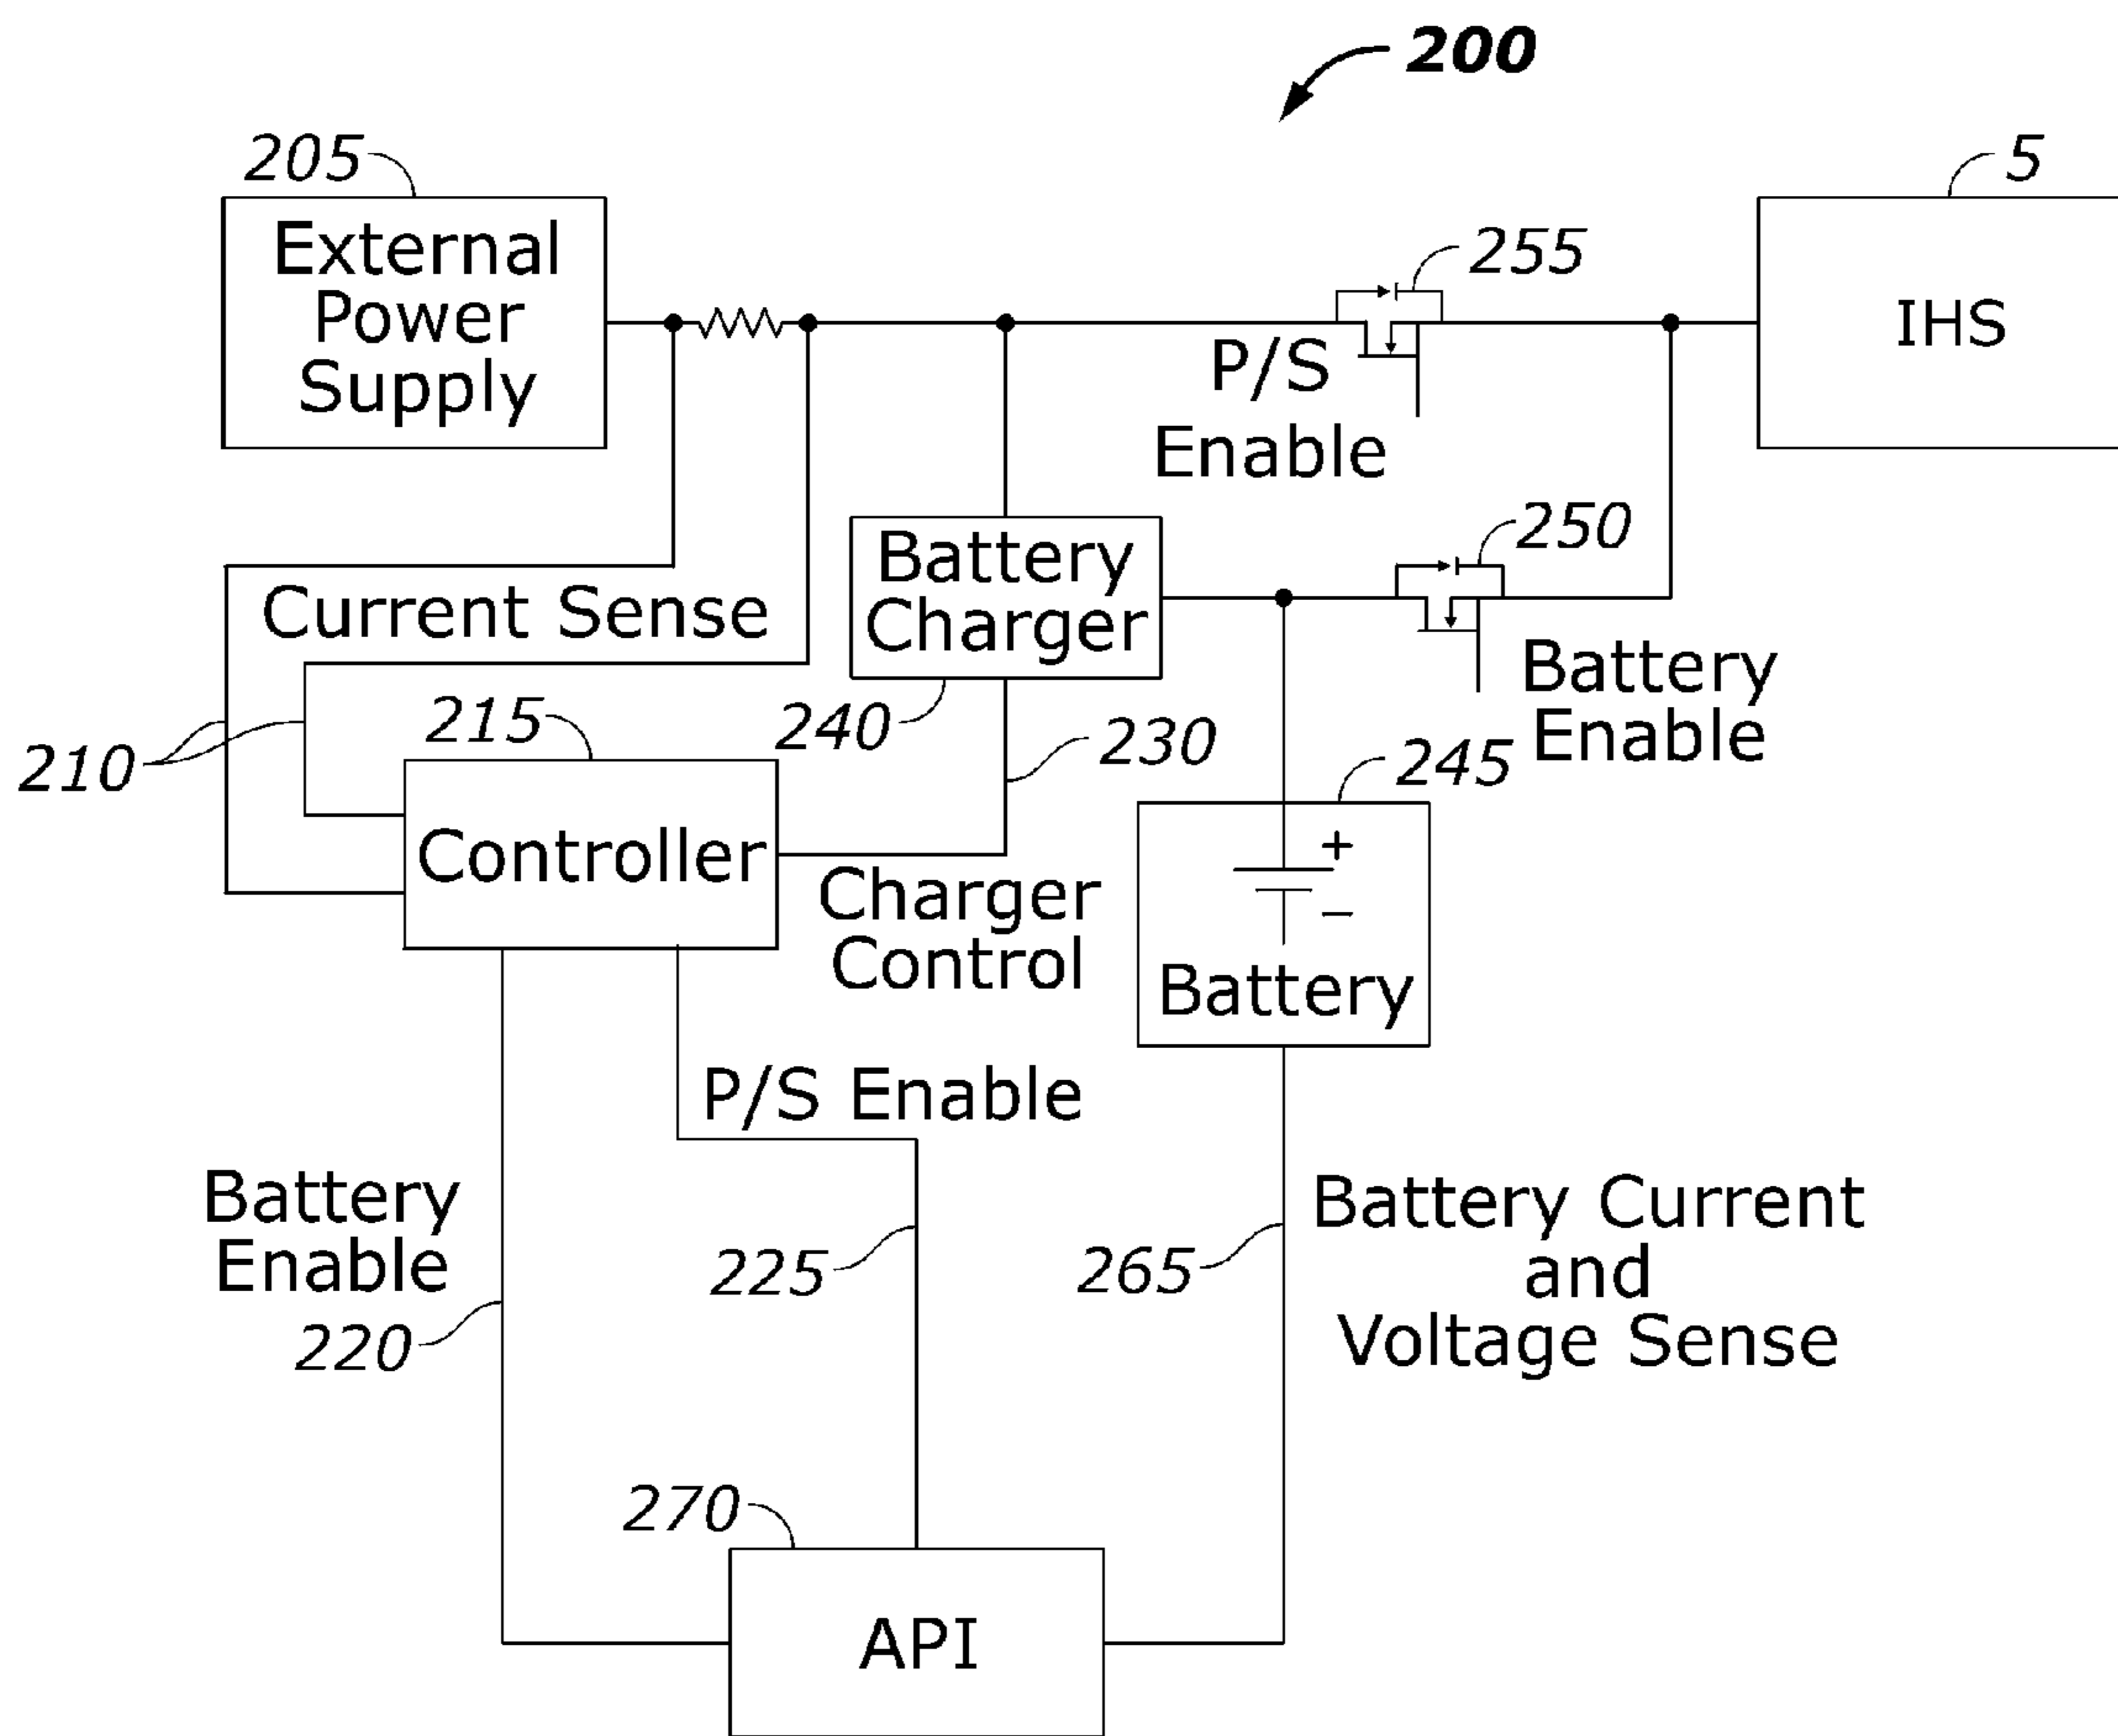 200
205
5
External
Power
Supply
255
IHS
P/S
Enable
250
Battery
Charger
Current Sense
Battery
Enable
240
215
230
245
210
Controller
+
Charger
Control
−
Battery
P/S Enable
Battery
Enable
220
225
265
Battery Current
and
Voltage Sense
270
API